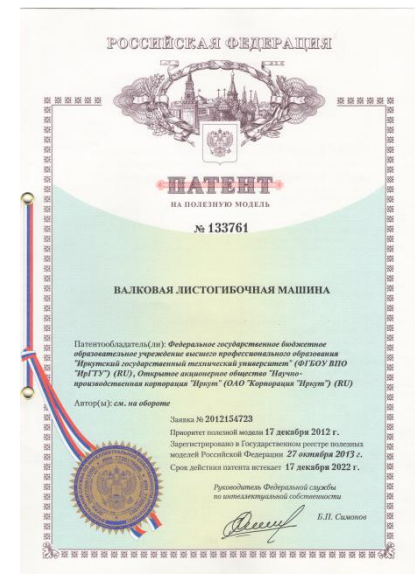 РОССИЙСКАЯ ФЕДЕРАЦИЯ
ПАТЕНТ
НА ПОЛЕЗНУЮ МОДЕЛЬ
№ 133761
ВАЛКОВАЯ ЛИСТОГИБОЧНАЯ МАШИНА
Патентообладатель(ли): Федеральное государственное бюджетное
образовательное учреждение высшего профессионального образования
"Иркутский государственный технический университет" (ФГБОУ ВПО
"ИрГТУ") (RU), Открытое акционерное общество "Научно-
производственная корпорация "Иркут" (ОАО "Корпорация "Иркут") (RU)
Автор(ы): см. на обороте
Заявка № 2012154723
Приоритет полезной модели 17 декабря 2012 г.
Зарегистрировано в Государственном реестре полезных
моделей Российской Федерации 27 октября 2013 г.
Срок действия патента истекает 17 декабря 2022 г.
Руководитель Федеральной службы
по интеллектуальной собственности
Б.П. Симонов